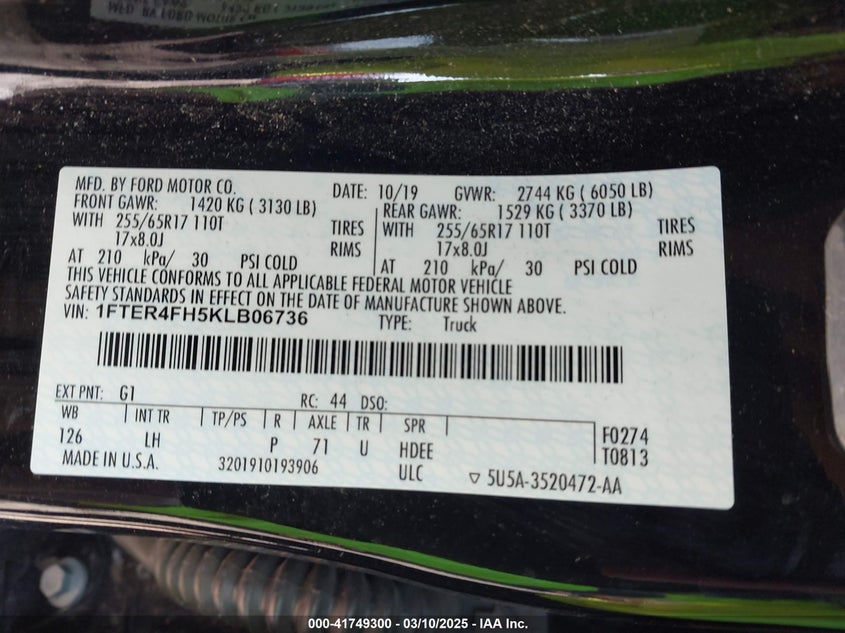 MFD. BY FORD MOTOR CO.
DATE: 10/19 GVWR: 2744 KG ( 6050 LB)
FRONT GAWR: 1420 KG ( 3130 LB)
WITH 255/65R17 110T TIRES
17x8.0J RIMS
AT 210 kPa/ 30 PSI COLD
REAR GAWR: 1529 KG ( 3370 LB)
WITH 255/65R17 110T TIRES
17x8.0J RIMS
AT 210 kPa/ 30 PSI COLD
THIS VEHICLE CONFORMS TO ALL APPLICABLE FEDERAL MOTOR VEHICLE
SAFETY STANDARDS IN EFFECT ON THE DATE OF MANUFACTURE SHOWN ABOVE.
VIN: 1FTER4FH5KLB06736 TYPE: Truck
EXT PNT: G1 RC: 44 DSO:
WB INT TR TP/PS R AXLE TR SPR
126 LH P 71 U HDEE
F0274
T0813
MADE IN U.S.A. 3201910193906 ULC
5U5A-3520472-AA
000-41749300 - 03/10/2025 - IAA Inc.